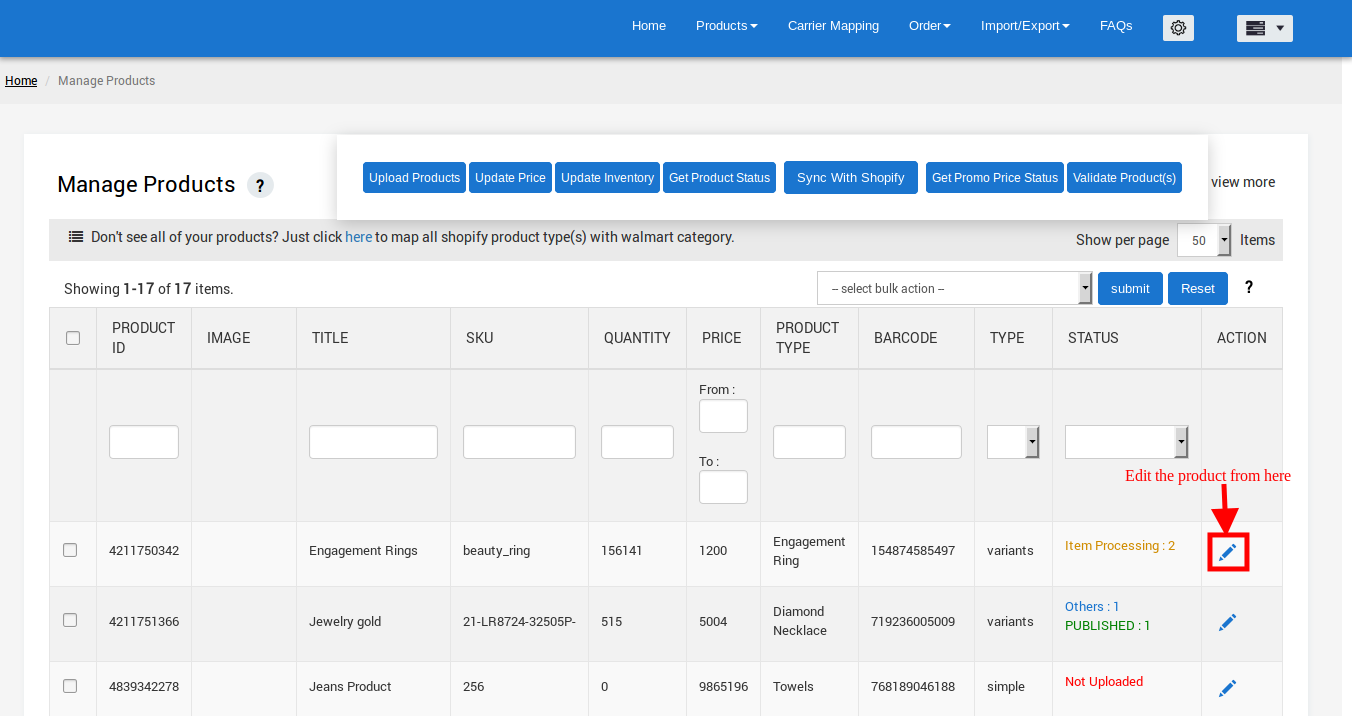 Home Products Carrier Mapping Order Import/Export FAQs
Home / Manage Products
Upload Products Update Price Update Inventory Get Product Status Sync With Shopify Get Promo Price Status Validate Product(s)
Manage Products ? view more
Don't see all of your products? Just click here to map all shopify product type(s) with walmart category.
Show per page 50 Items
Showing 1-17 of 17 items.
-- select bulk action -- submit Reset ?
PRODUCT ID IMAGE TITLE SKU QUANTITY PRICE PRODUCT TYPE BARCODE TYPE STATUS ACTION
From :
To :
Edit the product from here
4211750342 Engagement Rings beauty_ring 156141 1200 Engagement Ring 154874585497 variants Item Processing : 2
4211751366 Jewelry gold 21-LR8724-32505P- 515 5004 Diamond Necklace 719236005009 variants Others : 1
PUBLISHED : 1
4839342278 Jeans Product 256 0 9865196 Towels 768189046188 simple Not Uploaded